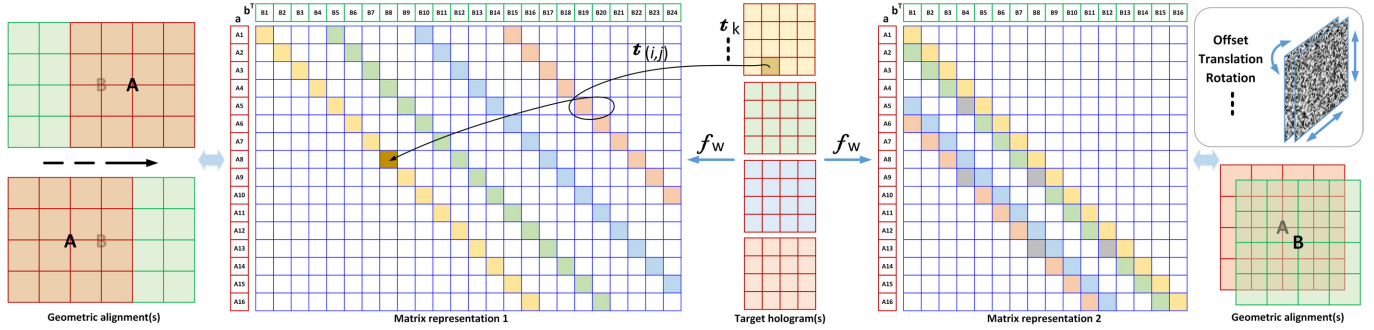 B
A
A
B
Geometric alignment(s)
bᵀ
a
B1 B2 B3 B4 B5 B6 B7 B8 B9 B10 B11 B12 B13 B14 B15 B16 B17 B18 B19 B20 B21 B22 B23 B24
A1
A2
A3
A4
A5
A6
A7
A8
A9
A10
A11
A12
A13
A14
A15
A16
Matrix representation 1
t(i,j)
t k
f w
f w
Target hologram(s)
bᵀ
a
B1 B2 B3 B4 B5 B6 B7 B8 B9 B10 B11 B12 B13 B14 B15 B16
A1
A2
A3
A4
A5
A6
A7
A8
A9
A10
A11
A12
A13
A14
A15
A16
Matrix representation 2
Offset
Translation
Rotation
A
B
Geometric alignment(s)